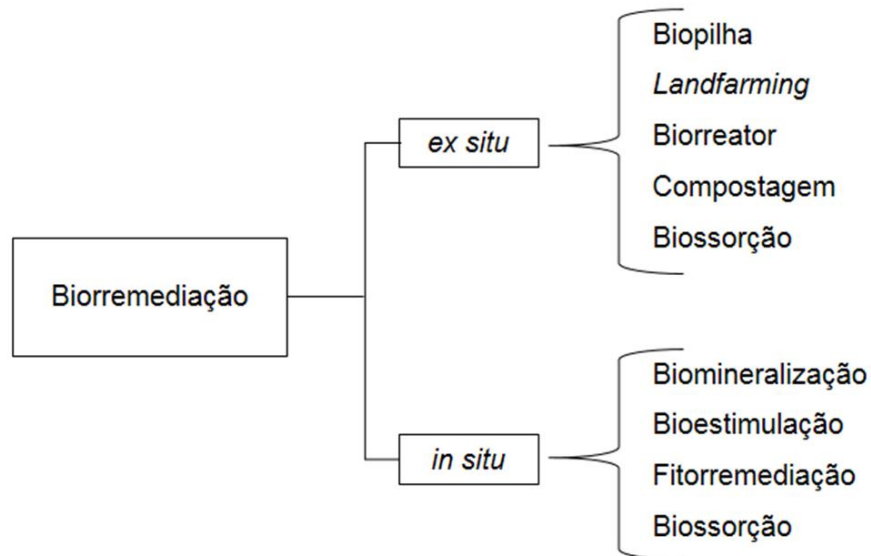 Biorremediação
ex situ
Biopilha
Landfarming
Biorreator
Compostagem
Biossorção
in situ
Biomineralização
Bioestimulação
Fitorremediação
Biossorção